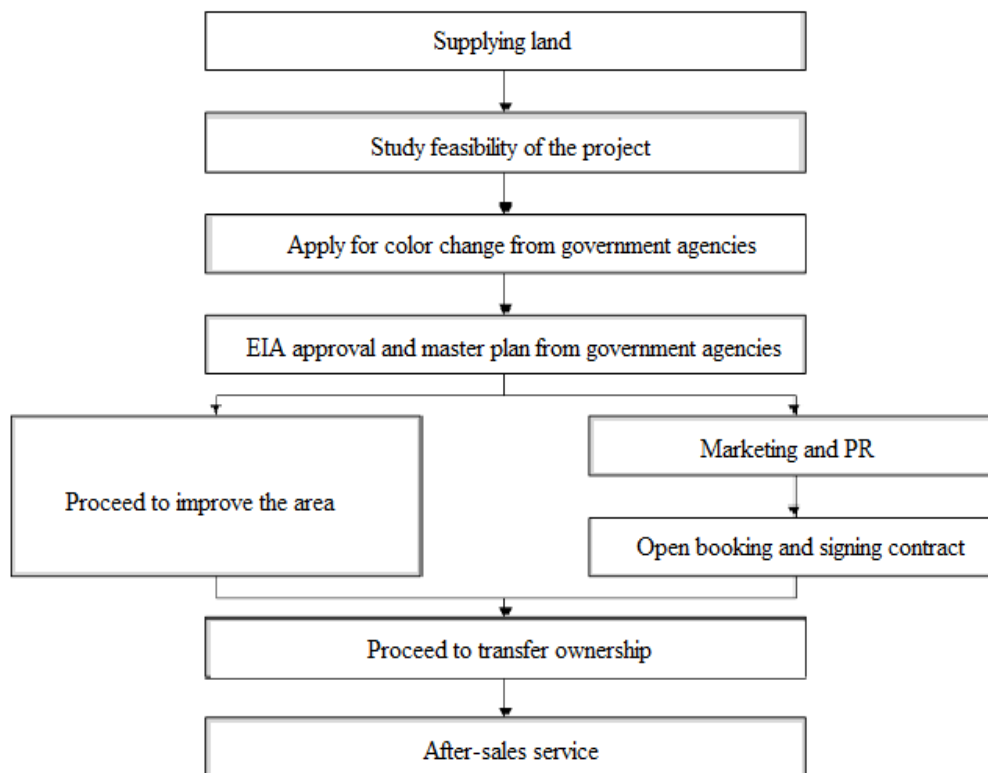 Supplying land
Study feasibility of the project
Apply for color change from government agencies
EIA approval and master plan from government agencies
Proceed to improve the area
Marketing and PR
Open booking and signing contract
Proceed to transfer ownership
After-sales service